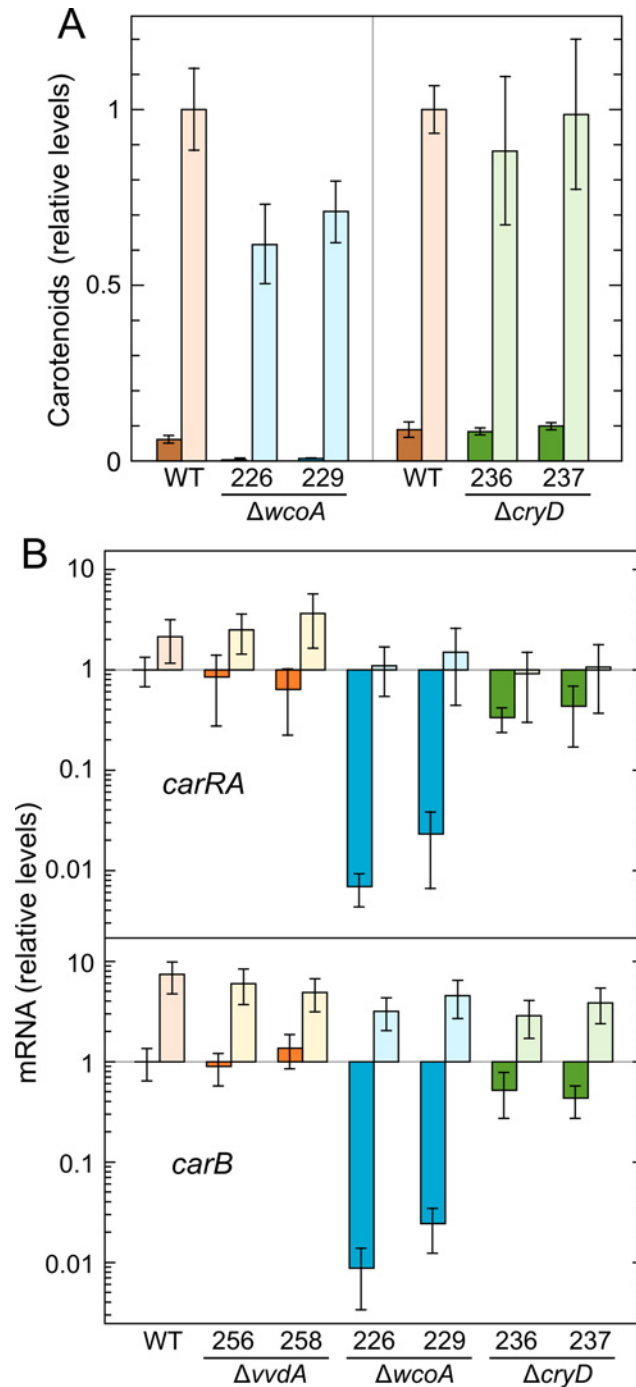 A
Carotenoids (relative levels)
1
0.5
0
WT 226 229 WT 236 237
ΔwcoA ΔcryD
B
mRNA (relative levels)
10
1
0.1
0.01
carRA
10
1
0.1
0.01
carB
WT 256 258 226 229 236 237
ΔvvdA ΔwcoA ΔcryD